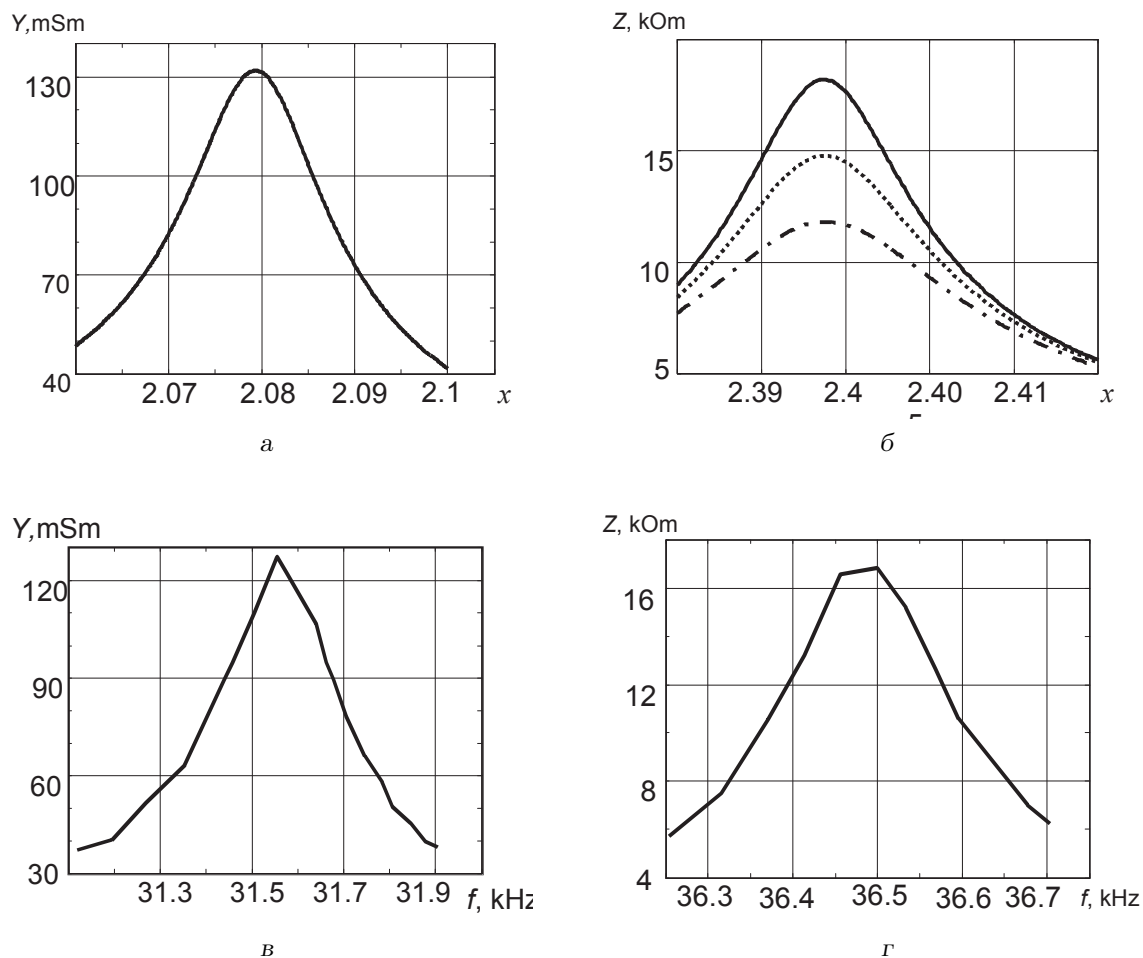 Y,mSm
130
100
70
40
2.07 2.08 2.09 2.1 x
а
Z, kOm
15
10
5
2.39 2.4 2.40 2.41 x
б
Y,mSm
120
90
60
30
31.3 31.5 31.7 31.9 f, kHz
в
Z, kOm
16
12
8
4
36.3 36.4 36.5 36.6 36.7 f, kHz
г